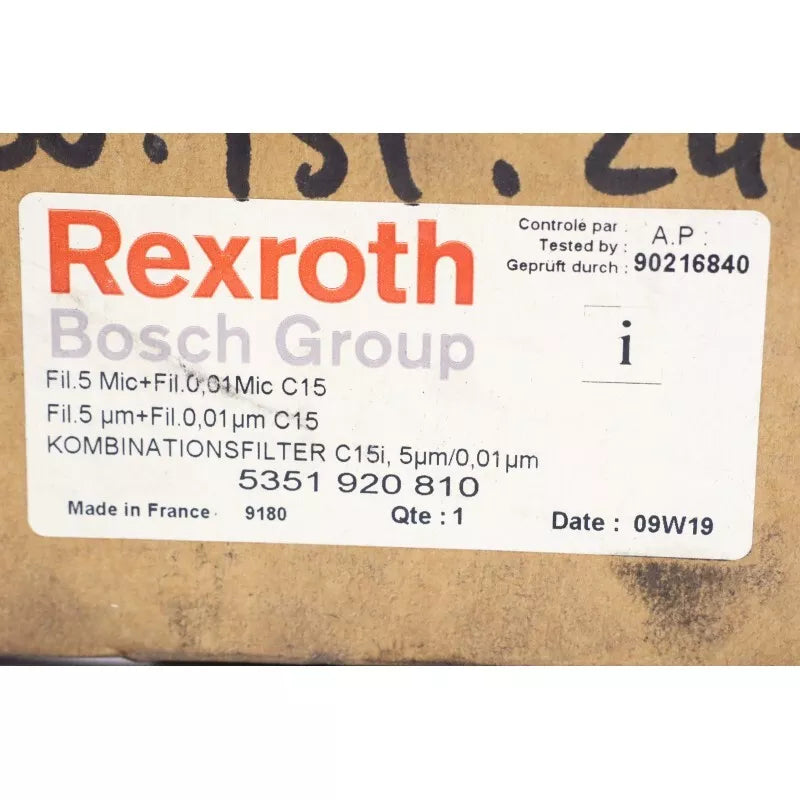 . 151 .
Rexroth
Bosch Group
Controlé par :
Tested by :
Geprüft durch :
A.P :
90216840
i
Fil.5 Mic+Fil.0,01Mic C15
Fil.5 µm+Fil.0,01µm C15
KOMBINATIONSFILTER C15i, 5µm/0,01µm
5351 920 810
Made in France 9180 Qte : 1 Date : 09W19